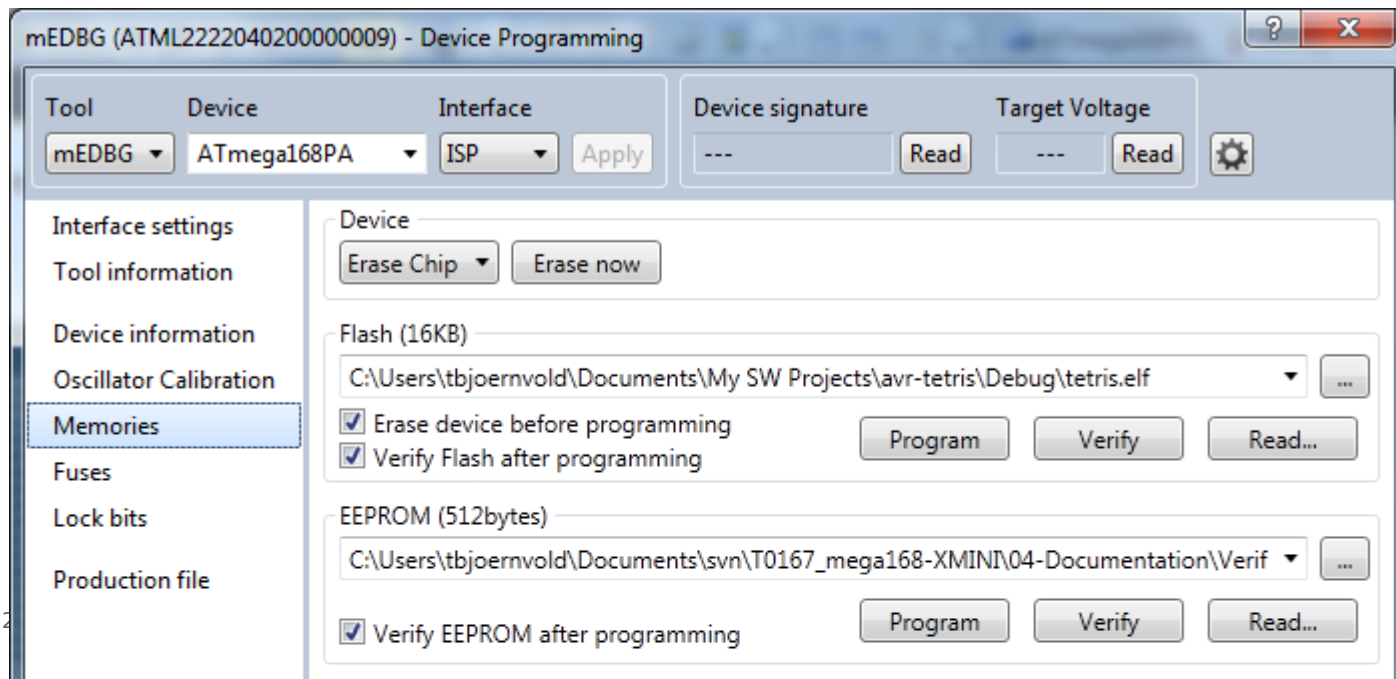 mEDBG (ATML2222040200000009) - Device Programming
Tool Device Interface Device signature Target Voltage
mEDBG ATmega168PA ISP Apply --- Read --- Read
Interface settings
Tool information
Device information
Oscillator Calibration
Memories
Fuses
Lock bits
Production file
Device
Erase Chip Erase now
Flash (16KB)
C:\Users\tbjoernvold\Documents\My SW Projects\avr-tetris\Debug\tetris.elf ...
Erase device before programming
Verify Flash after programming
Program Verify Read...
EEPROM (512bytes)
C:\Users\tbjoernvold\Documents\svn\T0167_mega168-XMINI\04-Documentation\Verif ...
Verify EEPROM after programming
Program Verify Read...